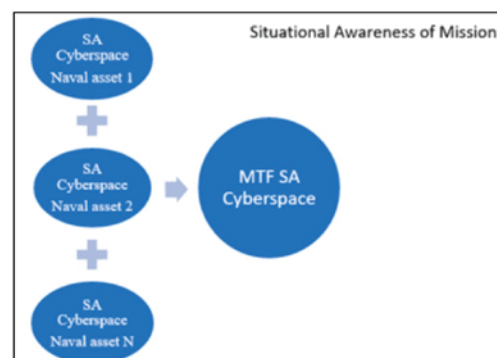 Situational Awareness of Mission
SA
Cyberspace
Naval asset 1
SA
Cyberspace
Naval asset 2
MTF SA
Cyberspace
SA
Cyberspace
Naval asset N